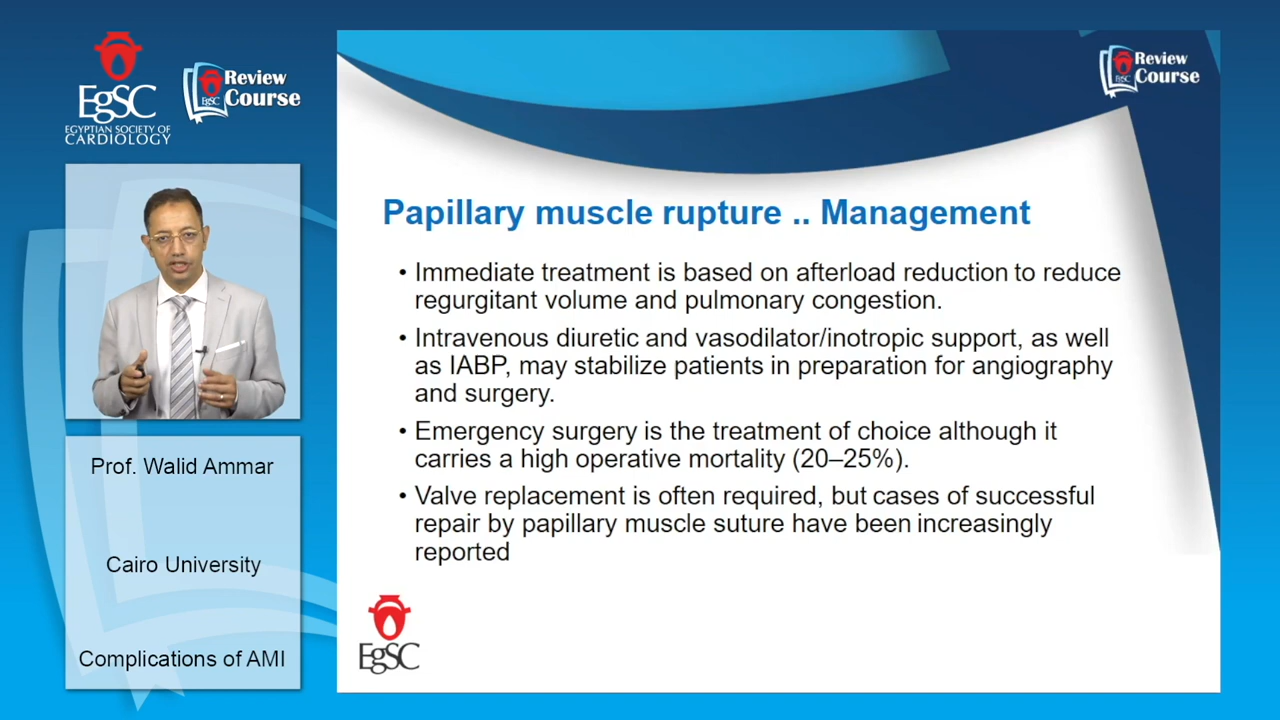 EgSC
EGYPTIAN SOCIETY OF
CARDIOLOGY
EgSC
Review
Course
EgSC
Review
Course
Papillary muscle rupture .. Management
• Immediate treatment is based on afterload reduction to reduce
regurgitant volume and pulmonary congestion.
• Intravenous diuretic and vasodilator/inotropic support, as well
as IABP, may stabilize patients in preparation for angiography
and surgery.
• Emergency surgery is the treatment of choice although it
carries a high operative mortality (20–25%).
• Valve replacement is often required, but cases of successful
repair by papillary muscle suture have been increasingly
reported
EgSC
Prof. Walid Ammar
Cairo University
Complications of AMI